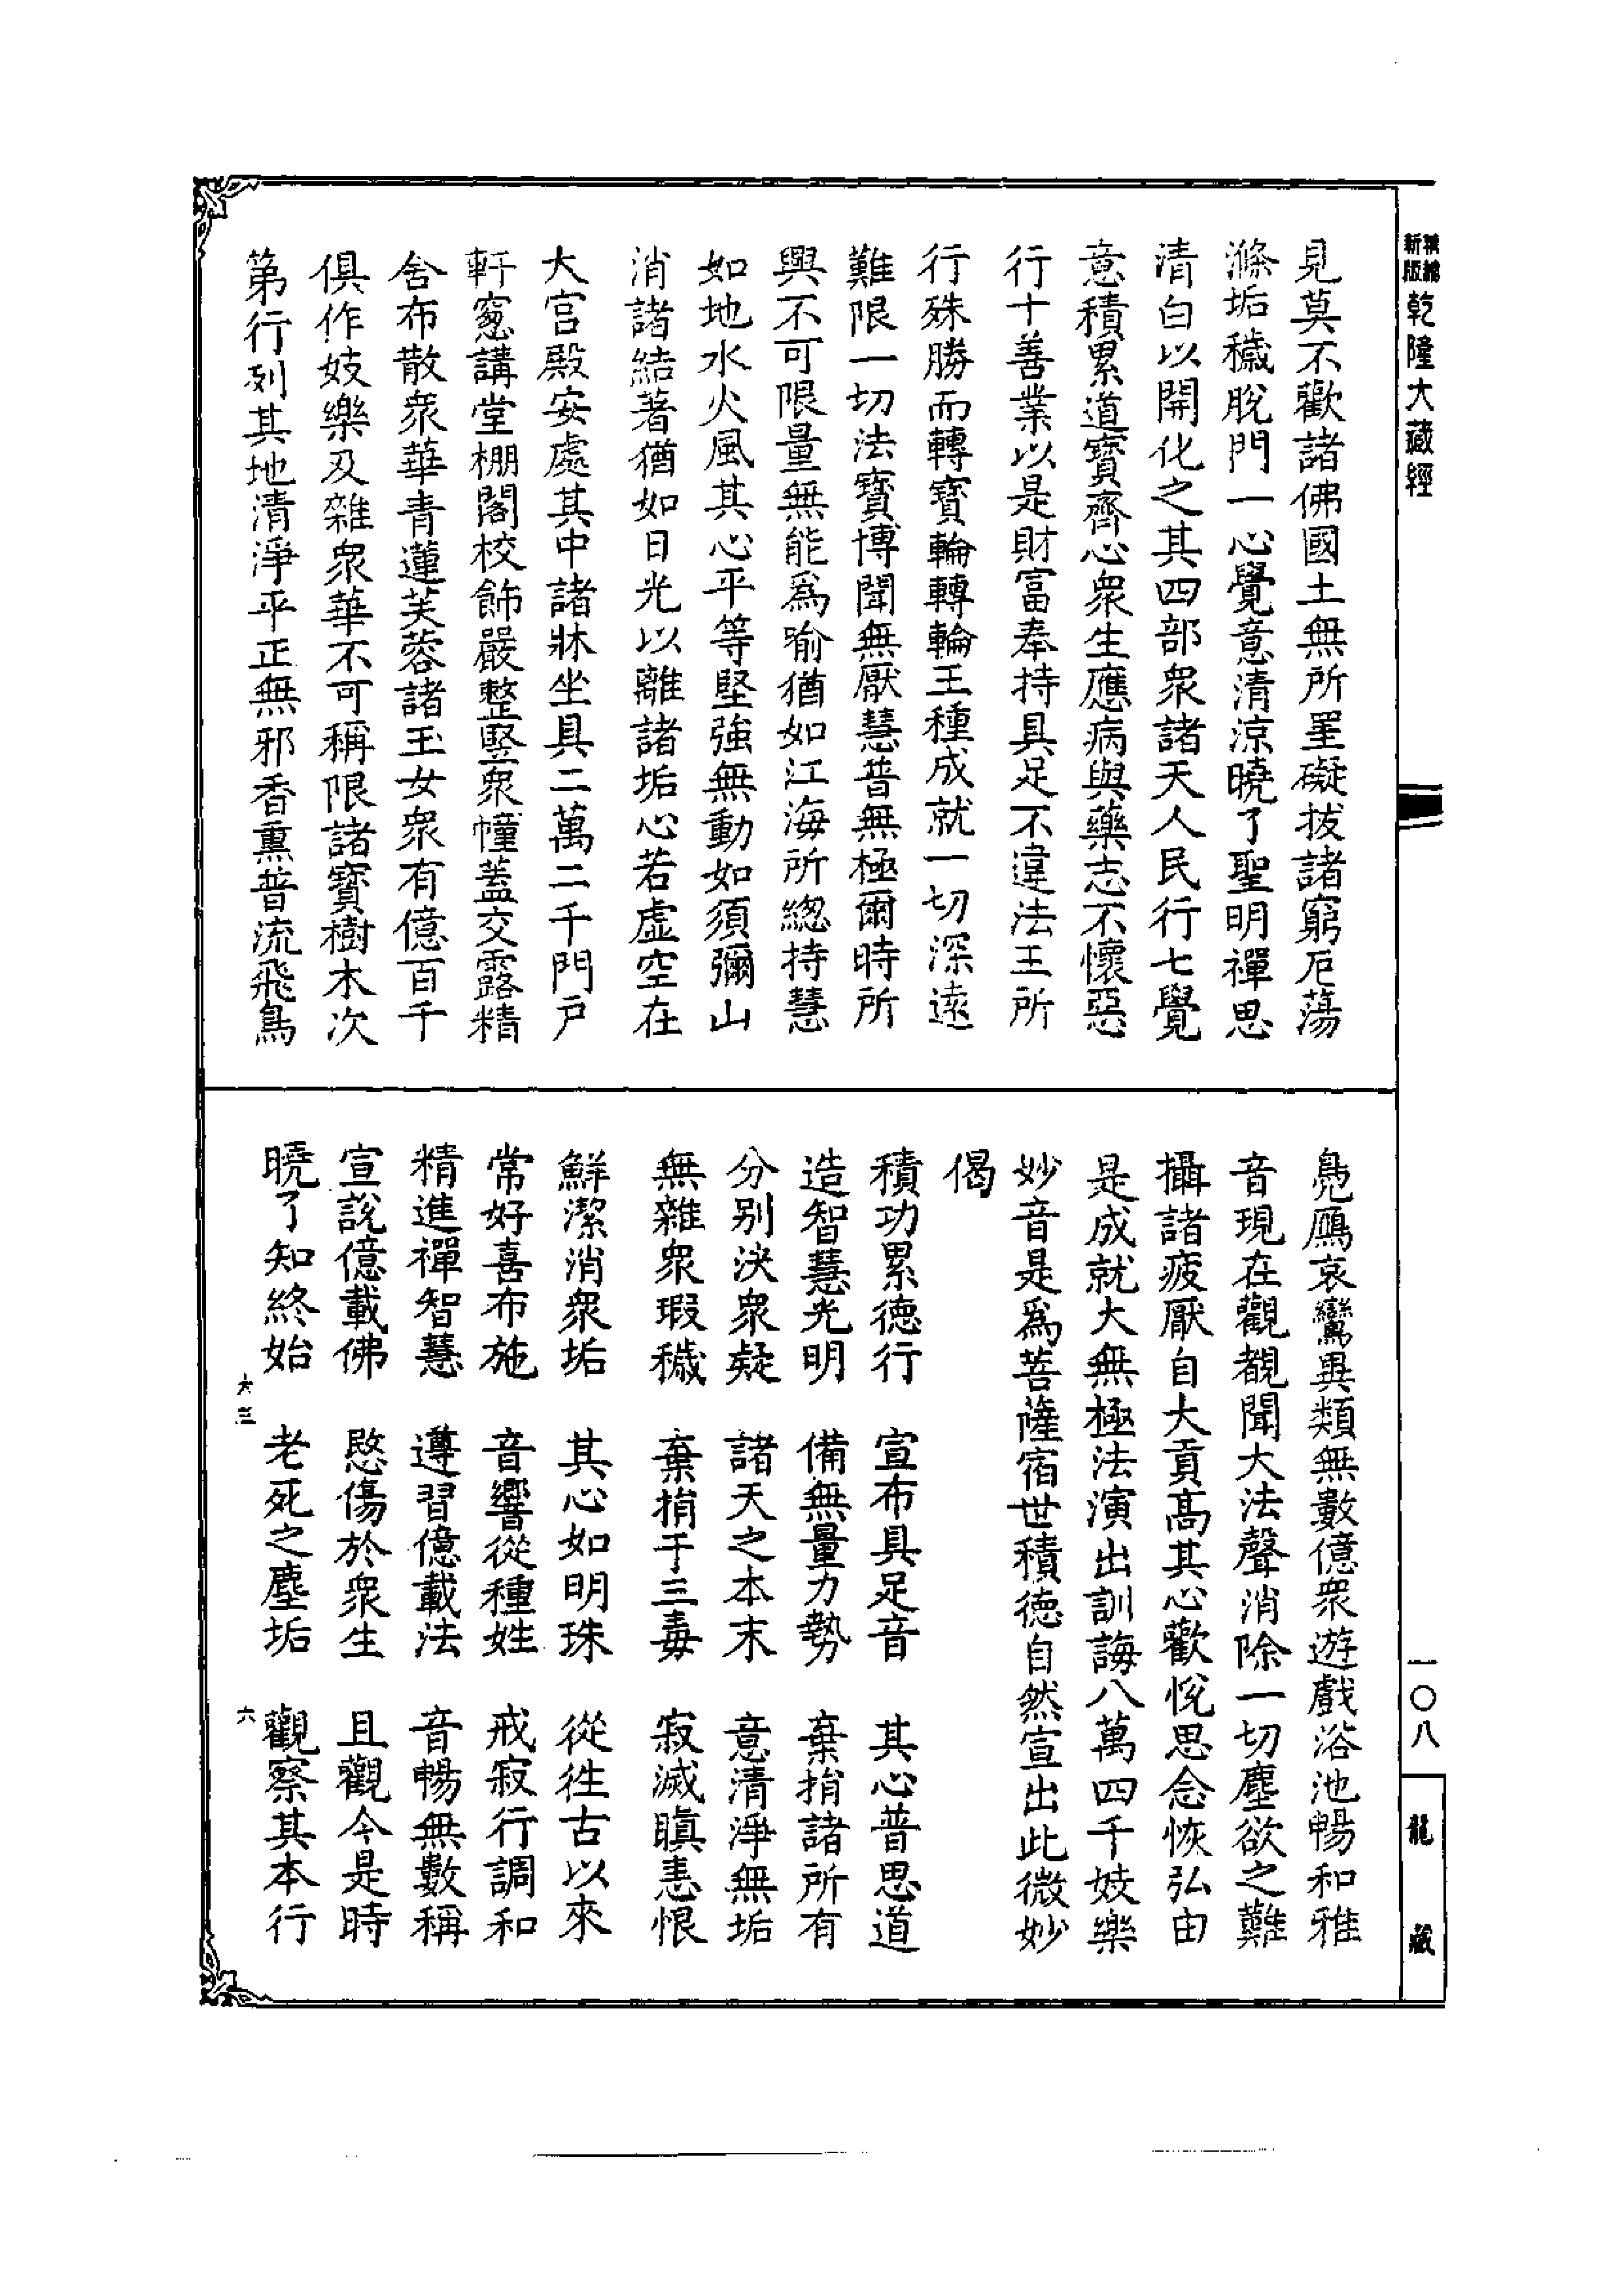 新版
精縮
乾隆大藏經
見莫不歡諸佛國土無所罣礙拔諸窮厄蕩
滌垢穢脫門一心覺意清涼曉了聖明禪思
清白以開化之其四部衆諸天人民行七覺
意積累道寳齊心衆生應病與藥志不懷惡
行十善業以是財富奉持具足不違法王所
行殊勝而轉寳輪轉輪王種成就一切深遠
難限一切法寳博聞無厭慧普無極爾時所
興不可限量無能爲喻猶如江海所總持慧
如地水火風其心平等堅強無動如須彌山
消諸結著猶如日光以離諸垢心若虚空在
大宫殿安處其中諸牀坐具二萬二千門戶
軒窻講堂棚閣校飾嚴整竪衆幢蓋交露精
舍布散衆華青蓮芙蓉諸玉女衆有億百千
俱作妓樂及雜衆華不可稱限諸寳樹木次
第行列其地清淨平正無邪香熏普流飛鳥
鳧鴈哀鸞異類無數億衆遊戲浴池暢和雅
音現在觀覩聞大法聲消除一切塵欲之難
攝諸疲厭自大貢高其心歡悅思念恢弘由
是成就大無極法演出訓誨八萬四千妓樂
妙音是爲菩薩宿世積德自然宣出此微妙
偈
積功累德行 宣布具足音 其心普思道
造智慧光明 備無量力勢 棄捐諸所有
分別決衆疑 諸天之本末 意清淨無垢
無雜衆瑕穢 棄捐于三毒 寂滅瞋恚恨
鮮潔消衆垢 其心如明珠 從往古以來
常好喜布施 音響從種姓 戒寂行調和
精進禪智慧 遵習億載法 音暢無數稱
宣說億載佛 愍傷於衆生 且觀今是時
曉了知終始 老死之塵垢 觀察其本行
六三 六
一〇八
龍藏